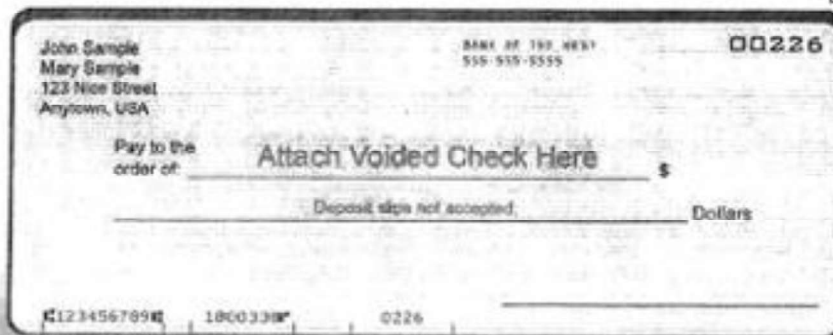 John Sample
Mary Sample
123 Nice Street
Anytown, USA
BANK OF THE WEST
555-555-5555
00226
Pay to the
order of: Attach Voided Check Here $
Deposit slips not accepted. Dollars
⑆123456789⑆ 1800338⑈ 0226